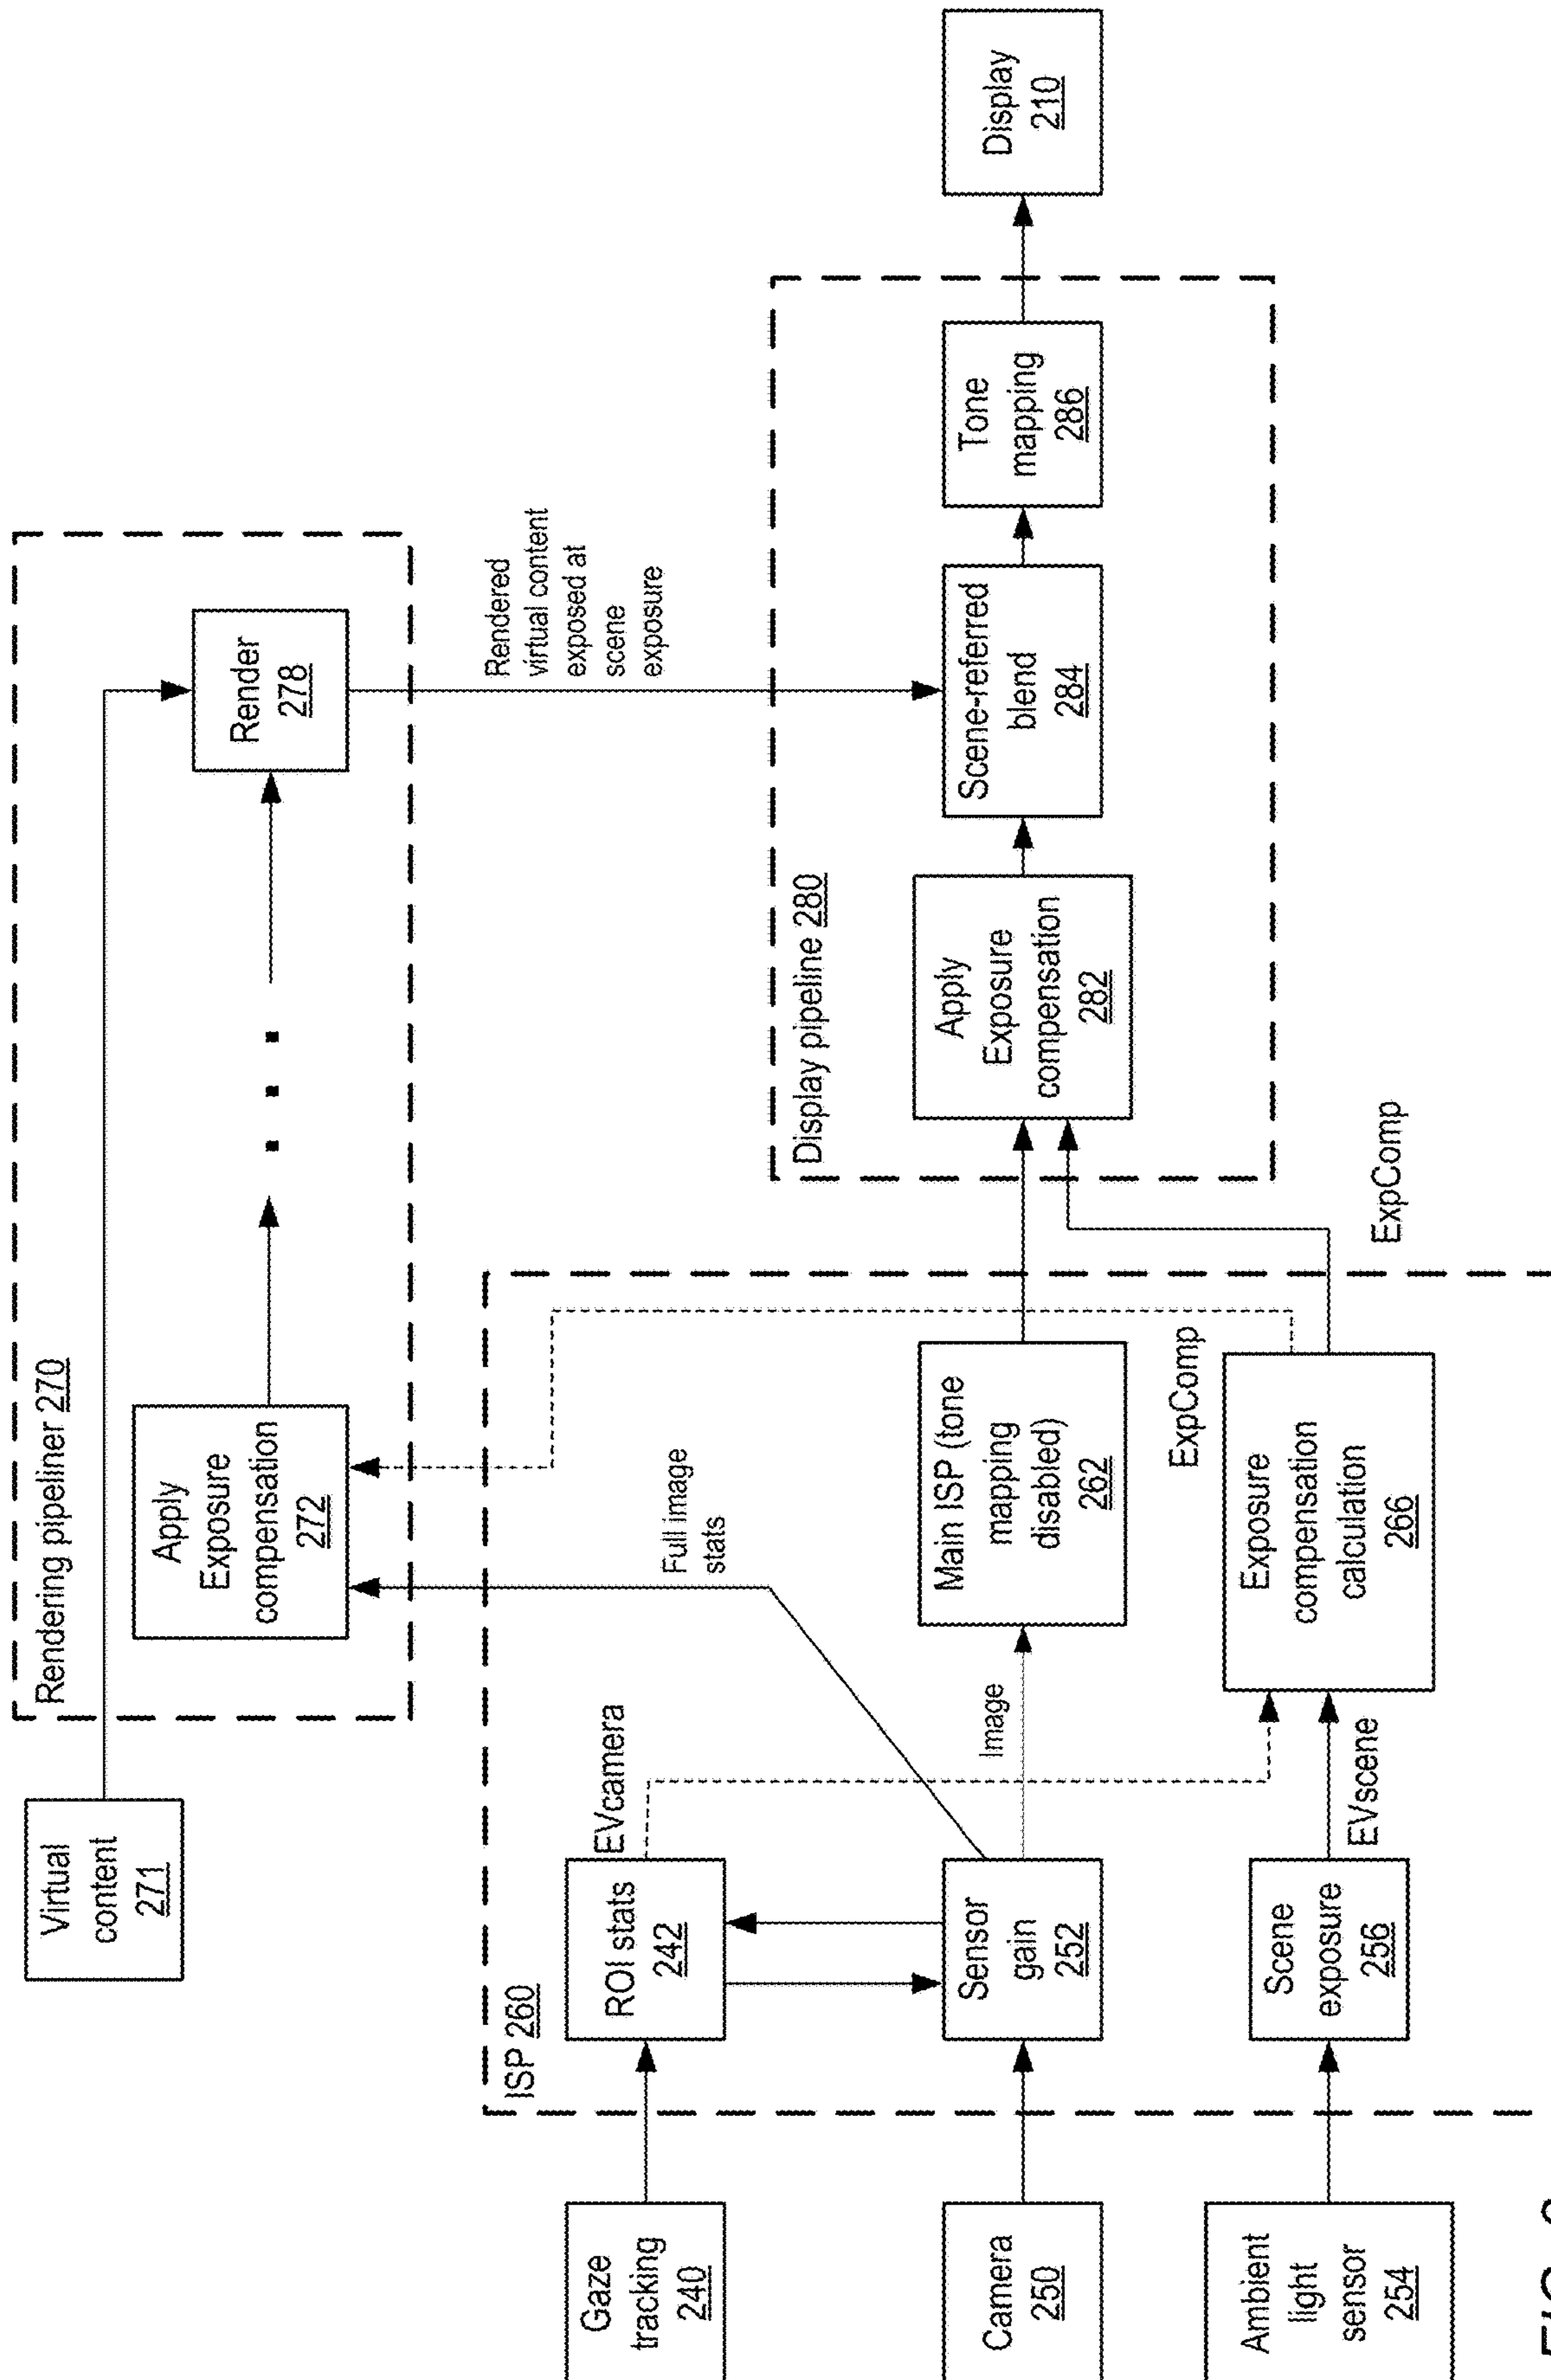 Virtual
content
271
Rendering pipeliner 270
Apply
Exposure
compensation
272
Render
278
Rendered
virtual content
exposed at
scene
exposure
Full image
stats
ISP 260
Gaze
tracking
240
ROI stats
242
EVcamera
Camera
250
Sensor
gain
252
Image
Main ISP (tone
mapping
disabled)
262
Ambient
light
sensor
254
Scene
exposure
256
EVscene
Exposure
compensation
calculation
266
ExpComp
ExpComp
Display pipeline 280
Apply
Exposure
compensation
282
Scene-referred
blend
284
Tone
mapping
286
Display
210
FIG.